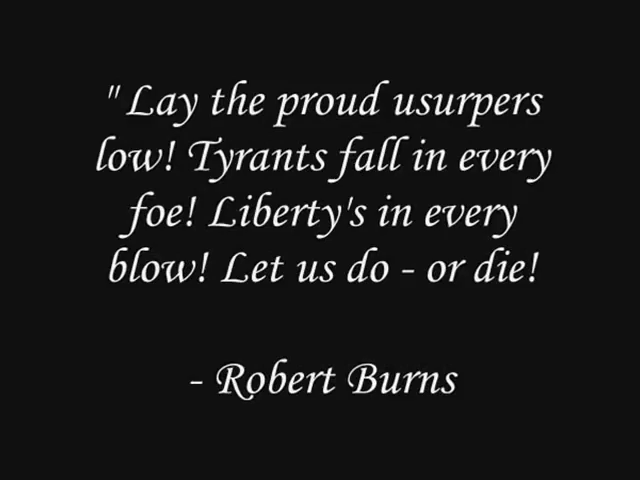 " Lay the proud usurpers
low! Tyrants fall in every
foe! Liberty's in every
blow! Let us do - or die!
- Robert Burns